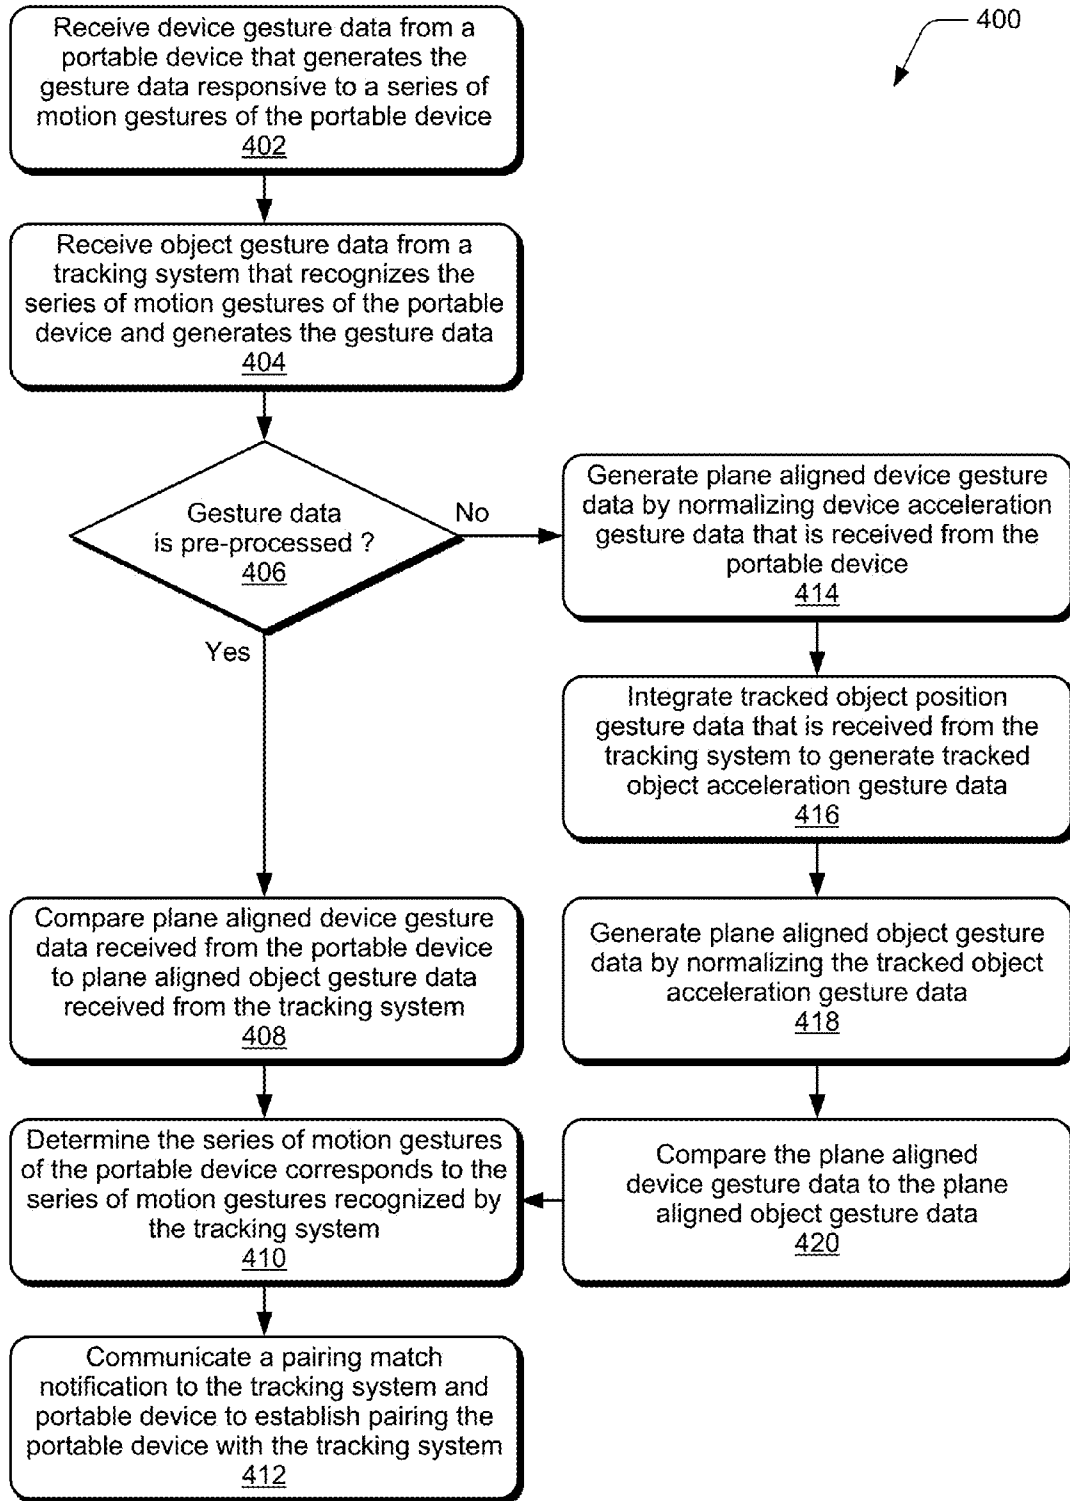 400
Receive device gesture data from a
portable device that generates the
gesture data responsive to a series of
motion gestures of the portable device
402
Receive object gesture data from a
tracking system that recognizes the
series of motion gestures of the portable
device and generates the gesture data
404
Gesture data
is pre-processed ?
406
No
Yes
Generate plane aligned device gesture
data by normalizing device acceleration
gesture data that is received from the
portable device
414
Integrate tracked object position
gesture data that is received from the
tracking system to generate tracked
object acceleration gesture data
416
Generate plane aligned object gesture
data by normalizing the tracked object
acceleration gesture data
418
Compare the plane aligned
device gesture data to the plane
aligned object gesture data
420
Compare plane aligned device gesture
data received from the portable device
to plane aligned object gesture data
received from the tracking system
408
Determine the series of motion gestures
of the portable device corresponds to the
series of motion gestures recognized by
the tracking system
410
Communicate a pairing match
notification to the tracking system and
portable device to establish pairing the
portable device with the tracking system
412